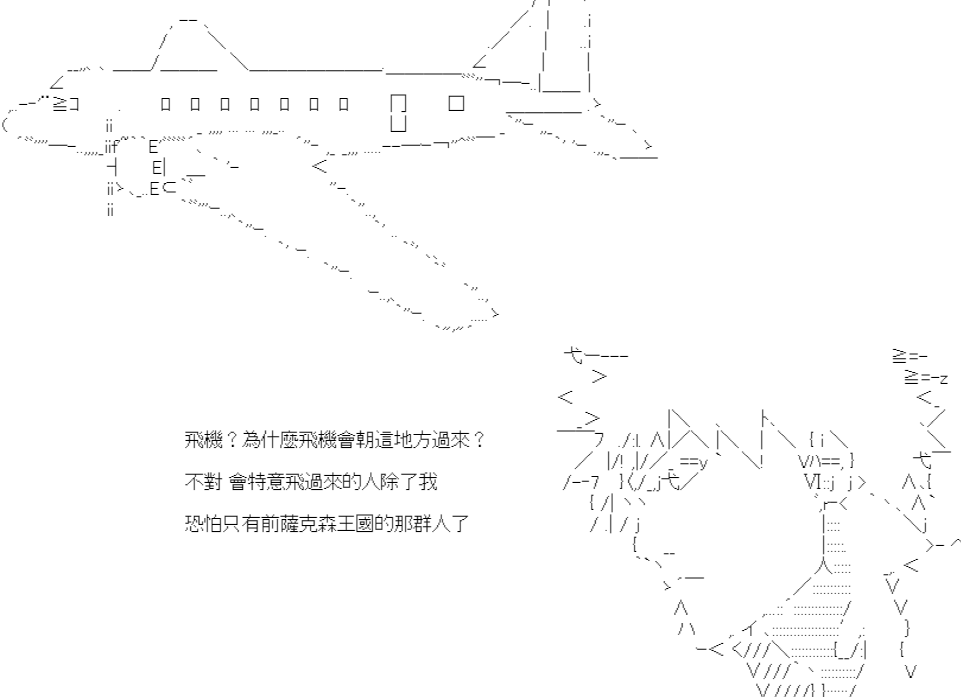 飛機？為什麼飛機會朝這地方過來？
不對 會特意飛過來的人除了我
恐怕只有前薩克森王國的那群人了